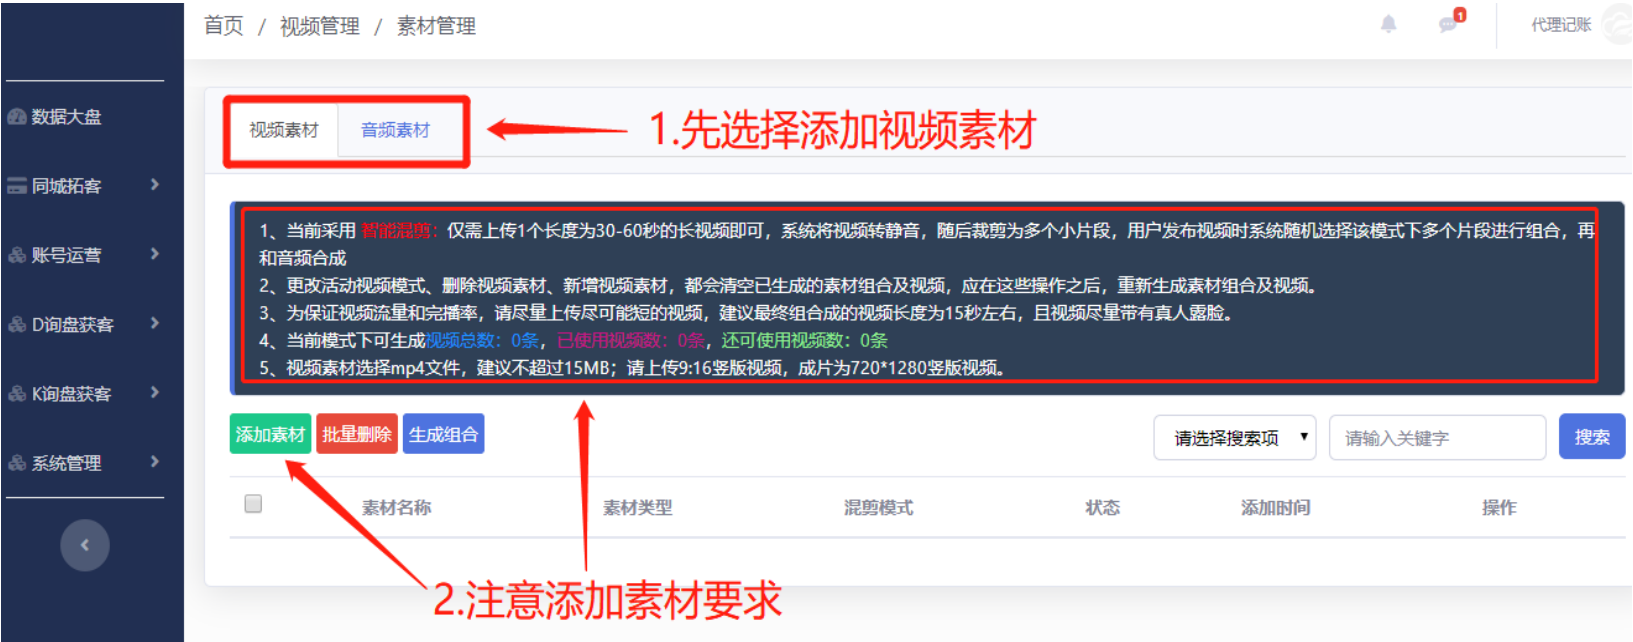 首页 / 视频管理 / 素材管理
1
代理记账
数据大盘
同城拓客
账号运营
D询盘获客
K询盘获客
系统管理
视频素材
音频素材
1.先选择添加视频素材
1、当前采用 智能混剪：仅需上传1个长度为30-60秒的长视频即可，系统将视频转静音，随后裁剪为多个小片段，用户发布视频时系统随机选择该模式下多个片段进行组合，再
和音频合成
2、更改活动视频模式、删除视频素材、新增视频素材，都会清空已生成的素材组合及视频，应在这些操作之后，重新生成素材组合及视频。
3、为保证视频流量和完播率，请尽量上传尽可能短的视频，建议最终组合成的视频长度为15秒左右，且视频尽量带有真人露脸。
4、当前模式下可生成视频总数：0条，已使用视频数：0条，还可使用视频数：0条
5、视频素材选择mp4文件，建议不超过15MB；请上传9:16竖版视频，成片为720*1280竖版视频。
添加素材 批量删除 生成组合
请选择搜索项
请输入关键字
搜索
素材名称 素材类型 混剪模式 状态 添加时间 操作
2.注意添加素材要求